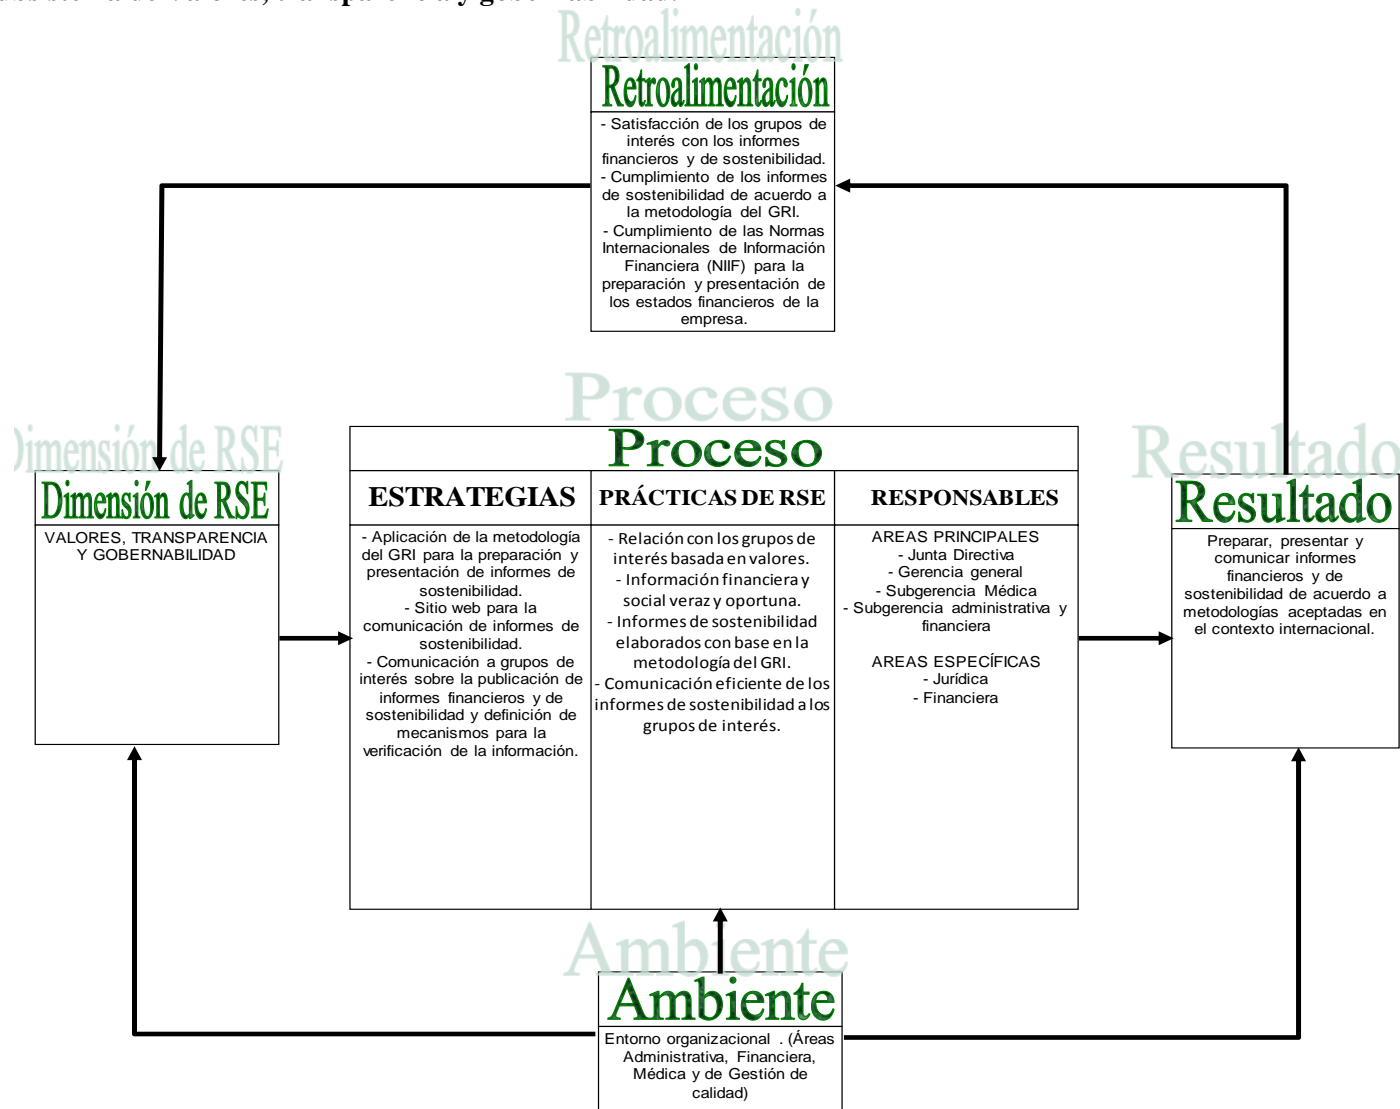 valores, transparencia y gobernabilidad.
Retroalimentación
Retroalimentación
- Satisfacción de los grupos de
interés con los informes
financieros y de sostenibilidad.
- Cumplimiento de los informes
de sostenibilidad de acuerdo a
la metodología del GRI.
- Cumplimiento de las Normas
Internacionales de Información
Financiera (NIIF) para la
preparación y presentación de
los estados financieros de la
empresa.
Dimensión de RSE
Dimensión de RSE
VALORES, TRANSPARENCIA
Y GOBERNABILIDAD
Proceso
Proceso
ESTRATEGIAS
- Aplicación de la metodología
del GRI para la preparación y
presentación de informes de
sostenibilidad.
- Sitio web para la
comunicación de informes de
sostenibilidad.
- Comunicación a grupos de
interés sobre la publicación de
informes financieros y de
sostenibilidad y definición de
mecanismos para la
verificación de la información.
PRÁCTICAS DE RSE
- Relación con los grupos de
interés basada en valores.
- Información financiera y
social veraz y oportuna.
- Informes de sostenibilidad
elaborados con base en la
metodología del GRI.
- Comunicación eficiente de los
informes de sostenibilidad a los
grupos de interés.
RESPONSABLES
AREAS PRINCIPALES
- Junta Directiva
- Gerencia general
- Subgerencia Médica
- Subgerencia administrativa y
financiera
AREAS ESPECÍFICAS
- Jurídica
- Financiera
Resultado
Resultado
Preparar, presentar y
comunicar informes
financieros y de
sostenibilidad de acuerdo a
metodologías aceptadas en
el contexto internacional.
Ambiente
Ambiente
Entorno organizacional . (Áreas
Administrativa, Financiera,
Médica y de Gestión de
calidad)